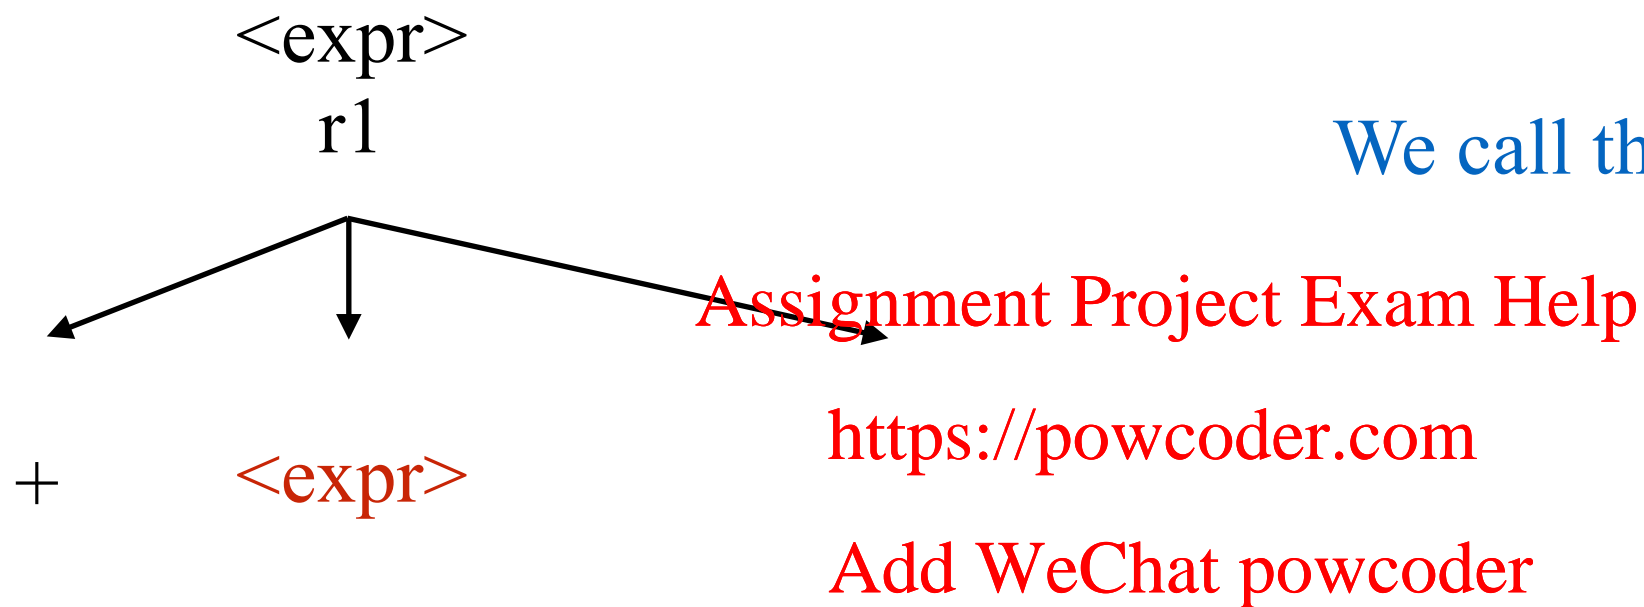 <expr>
r1
We call th
Assignment Project Exam Help
https://powcoder.com
+ <expr>
Add WeChat powcoder